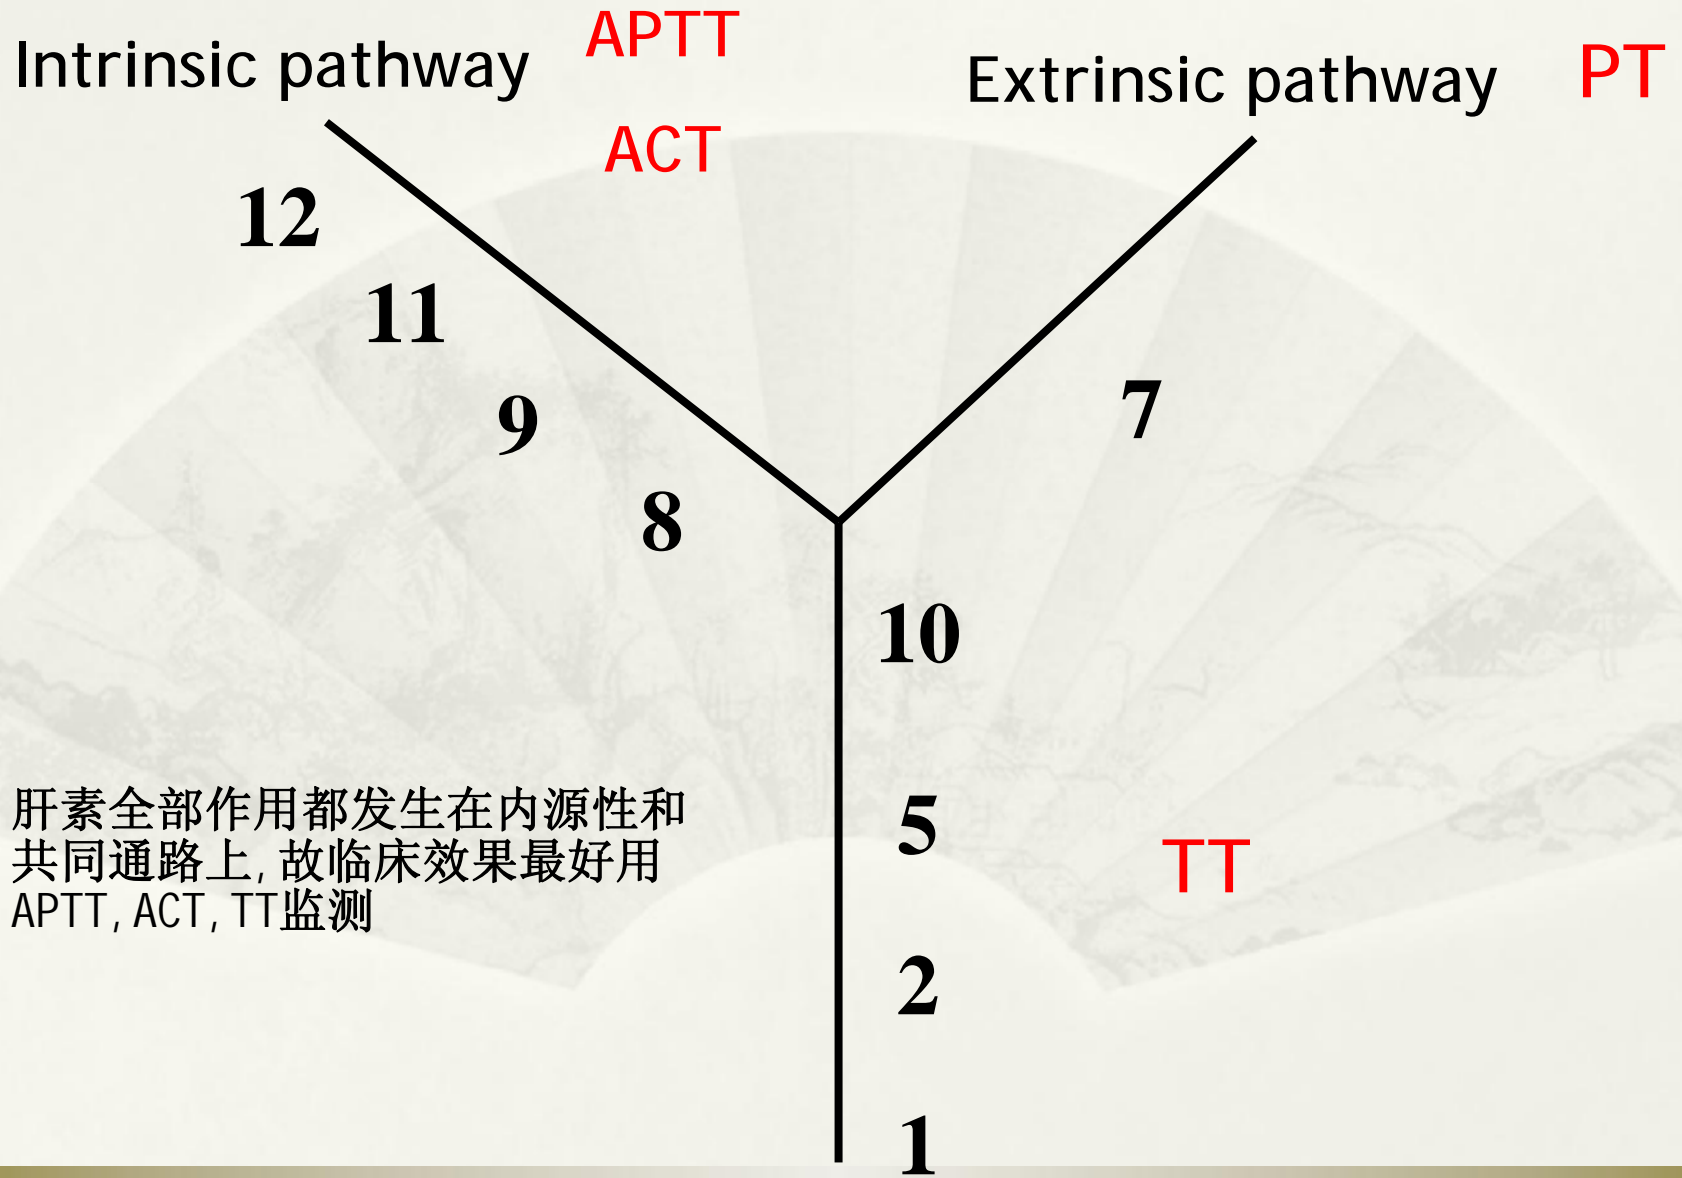 Intrinsic pathway
APTT
ACT
Extrinsic pathway
PT
12
11
9
8
7
10
5
2
1
TT
肝素全部作用都发生在内源性和
共同通路上,故临床效果最好用
APTT,ACT,TT监测